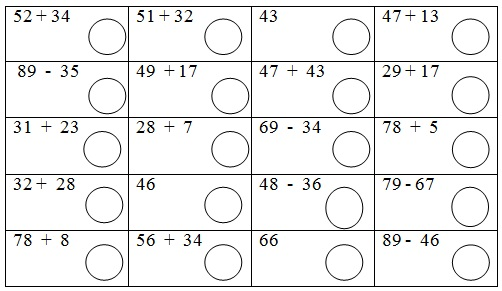 52 + 34 51 + 32 43 47 + 13
89 - 35 49 + 17 47 + 43 29 + 17
31 + 23 28 + 7 69 - 34 78 + 5
32 + 28 46 48 - 36 79 - 67
78 + 8 56 + 34 66 89 - 46